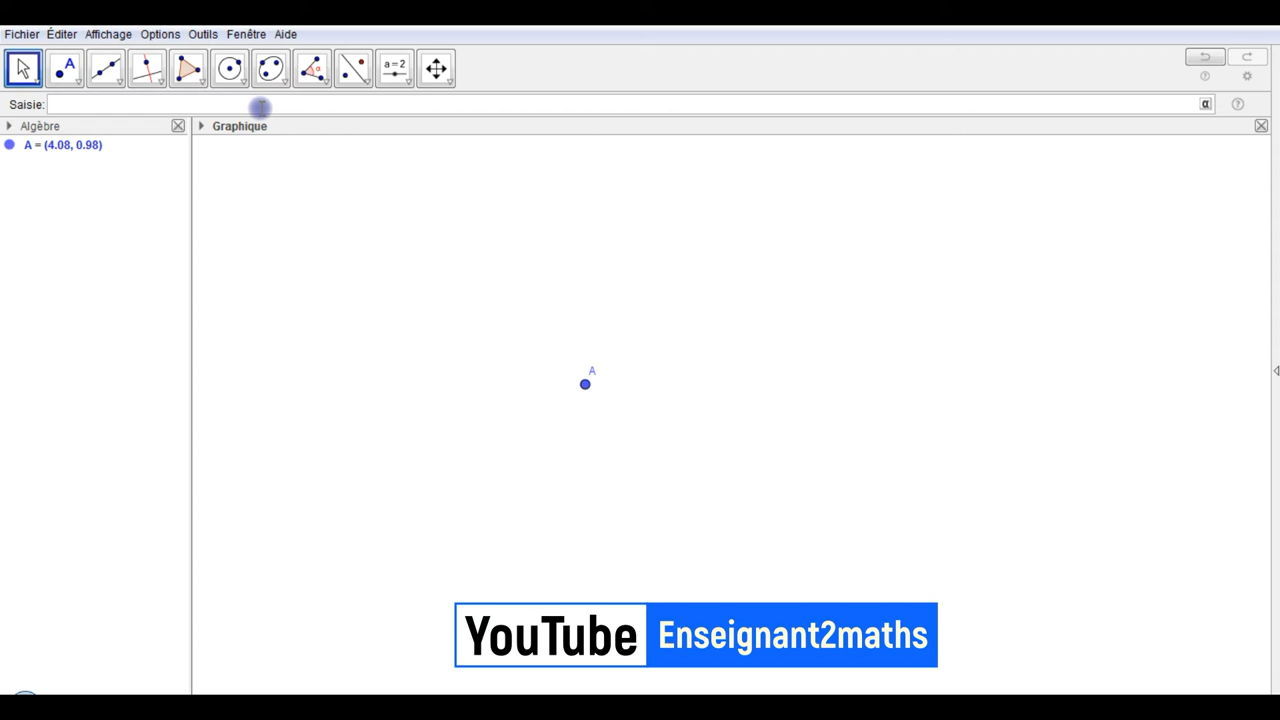 Fichier Éditer Affichage Options Outils Fenêtre Aide
A α a = 2
Saisie: α
Algèbre Graphique
A = (4.08, 0.98)
A
YouTube Enseignant2maths